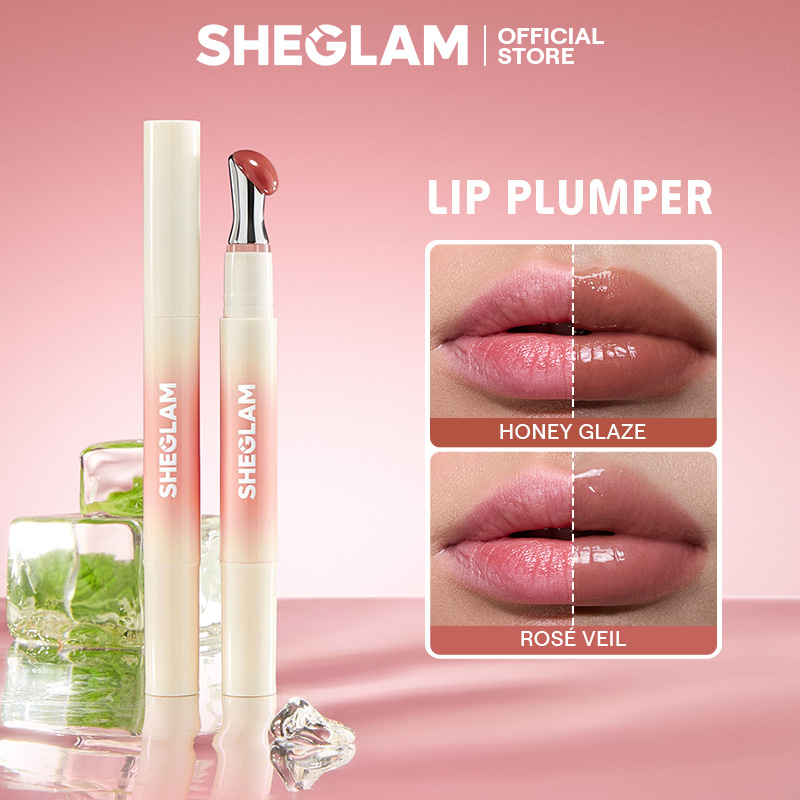 SHEGLAM
OFFICIAL
STORE
LIP PLUMPER
SHEGLAM
SHEGLAM
HONEY GLAZE
ROSÉ VEIL